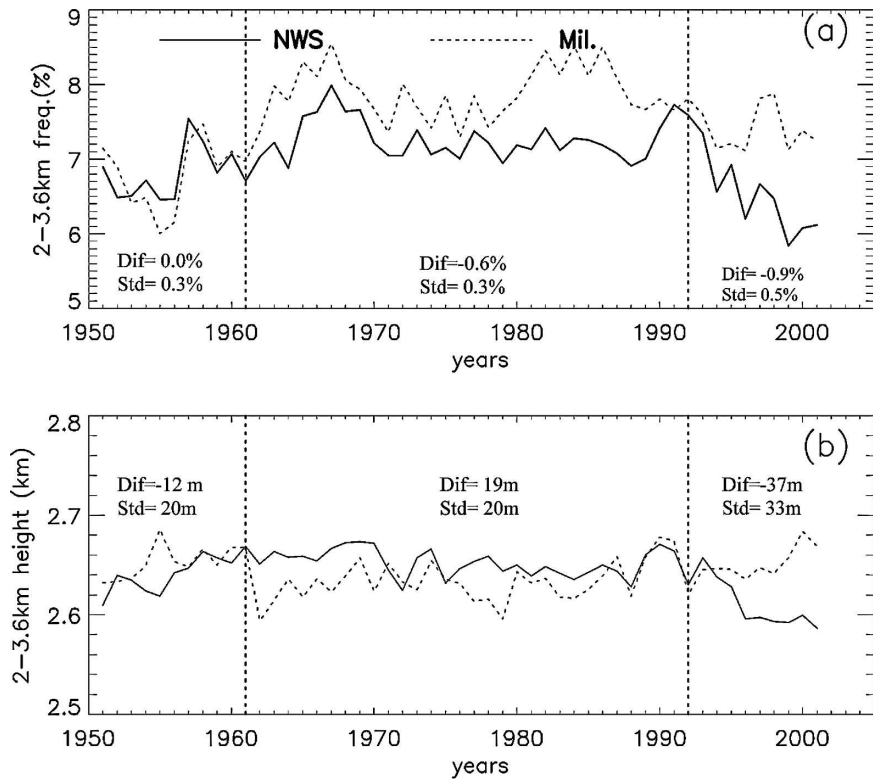 9
8
7
6
5
2−3.6km freq.(%)
NWS
Mil.
(a)
Dif= 0.0%
Std= 0.3%
Dif=-0.6%
Std= 0.3%
Dif= -0.9%
Std= 0.5%
1950 1960 1970 1980 1990 2000
years
2.8
2.7
2.6
2.5
2−3.6km height (km)
(b)
Dif=-12 m
Std= 20m
Dif= 19m
Std= 20m
Dif=-37m
Std= 33m
1950 1960 1970 1980 1990 2000
years